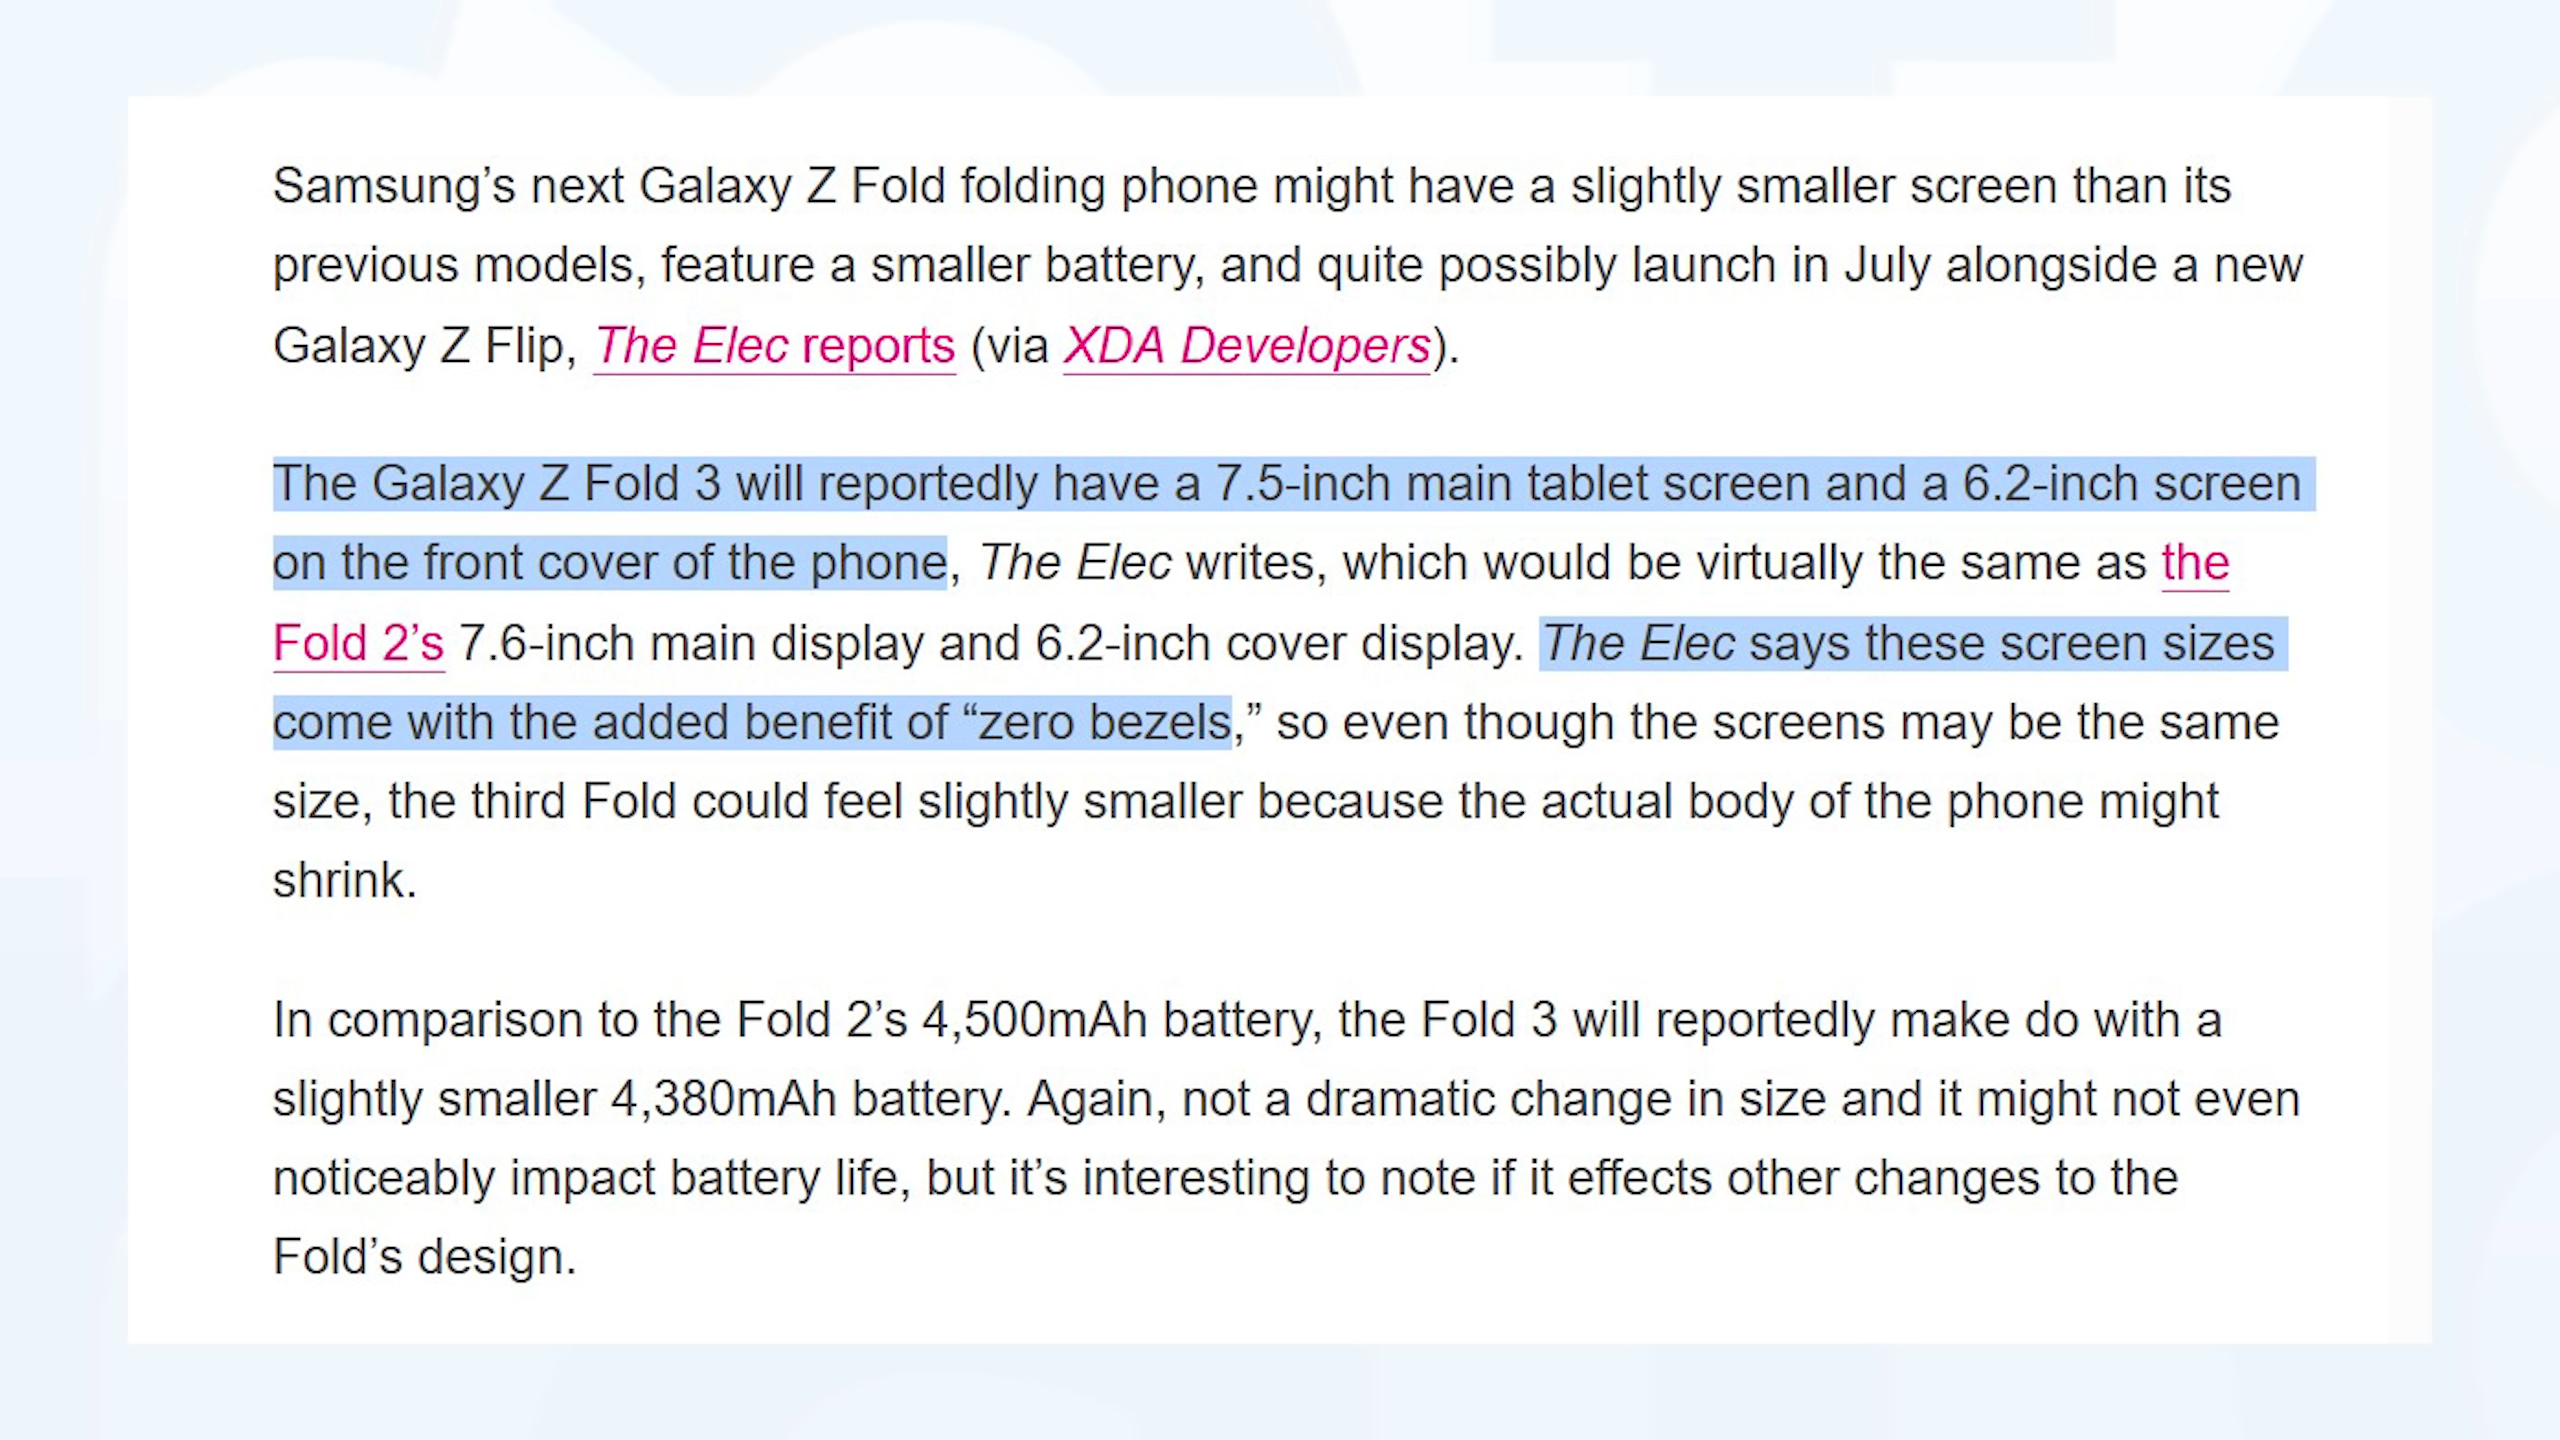 Samsung’s next Galaxy Z Fold folding phone might have a slightly smaller screen than its
previous models, feature a smaller battery, and quite possibly launch in July alongside a new
Galaxy Z Flip, The Elec reports (via XDA Developers).
The Galaxy Z Fold 3 will reportedly have a 7.5-inch main tablet screen and a 6.2-inch screen
on the front cover of the phone, The Elec writes, which would be virtually the same as the
Fold 2’s 7.6-inch main display and 6.2-inch cover display. The Elec says these screen sizes
come with the added benefit of “zero bezels,” so even though the screens may be the same
size, the third Fold could feel slightly smaller because the actual body of the phone might
shrink.
In comparison to the Fold 2’s 4,500mAh battery, the Fold 3 will reportedly make do with a
slightly smaller 4,380mAh battery. Again, not a dramatic change in size and it might not even
noticeably impact battery life, but it’s interesting to note if it effects other changes to the
Fold’s design.